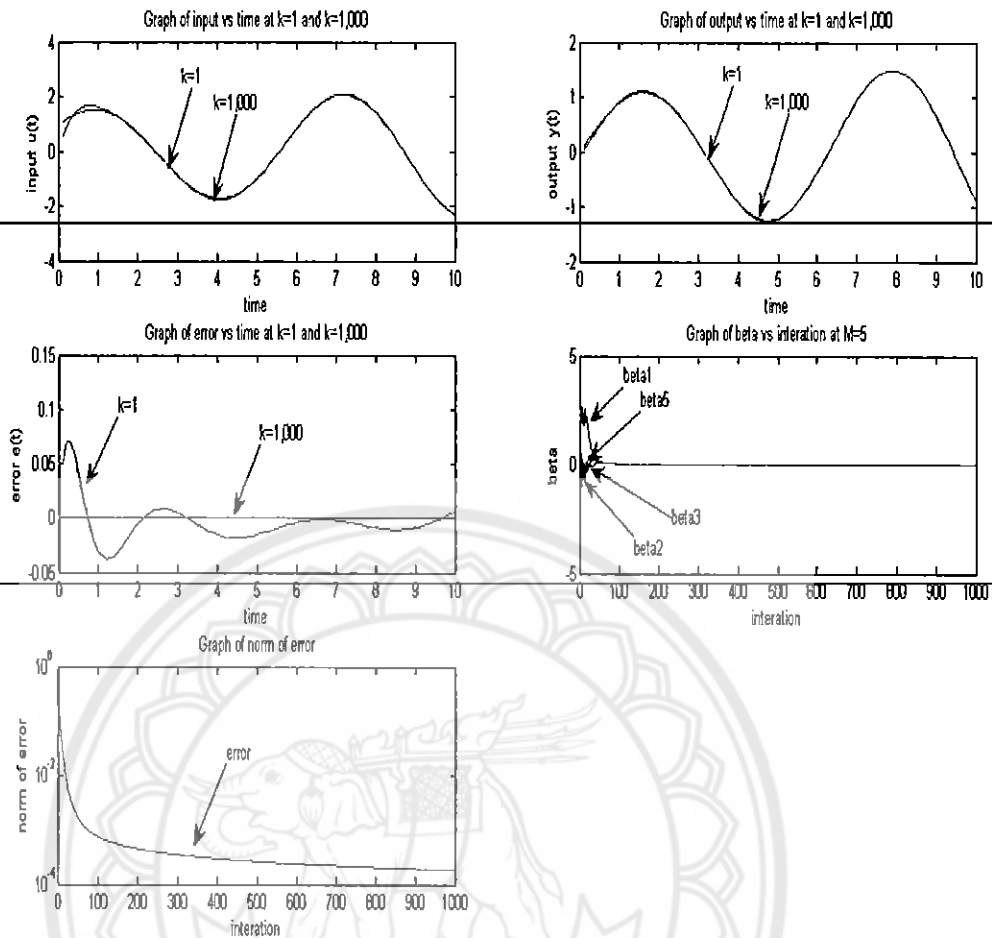 Graph of input vs time at k=1 and k=1,000
4
2
0
-2
-4
input u(t)
k=1
k=1,000
0 1 2 3 4 5 6 7 8 9 10
time
Graph of output vs time at k=1 and k=1,000
2
1
0
-1
-2
output y(t)
k=1
k=1,000
0 1 2 3 4 5 6 7 8 9 10
time
Graph of error vs time at k=1 and k=1,000
0.15
0.1
0.05
0
-0.05
error e(t)
k=1
k=1,000
0 1 2 3 4 5 6 7 8 9 10
time
Graph of beta vs interation at M=5
5
0
-5
beta
beta1
beta5
beta3
beta2
0 100 200 300 400 500 600 700 800 900 1000
interation
Graph of norm of error
10^0
10^-2
10^-4
norm of error
error
0 100 200 300 400 500 600 700 800 900 1000
interation